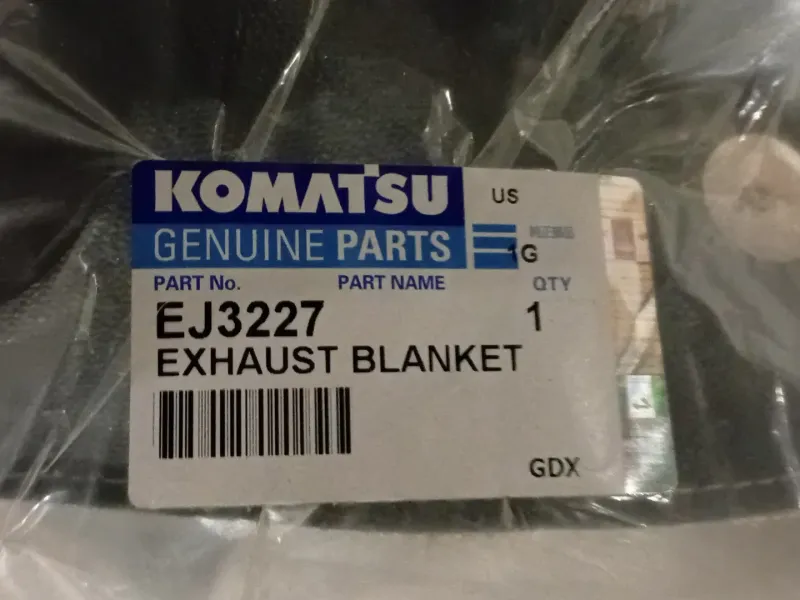 KOMATSU
US
GENUINE PARTS
1G
PART No. PART NAME QTY
EJ3227 1
EXHAUST BLANKET
GDX